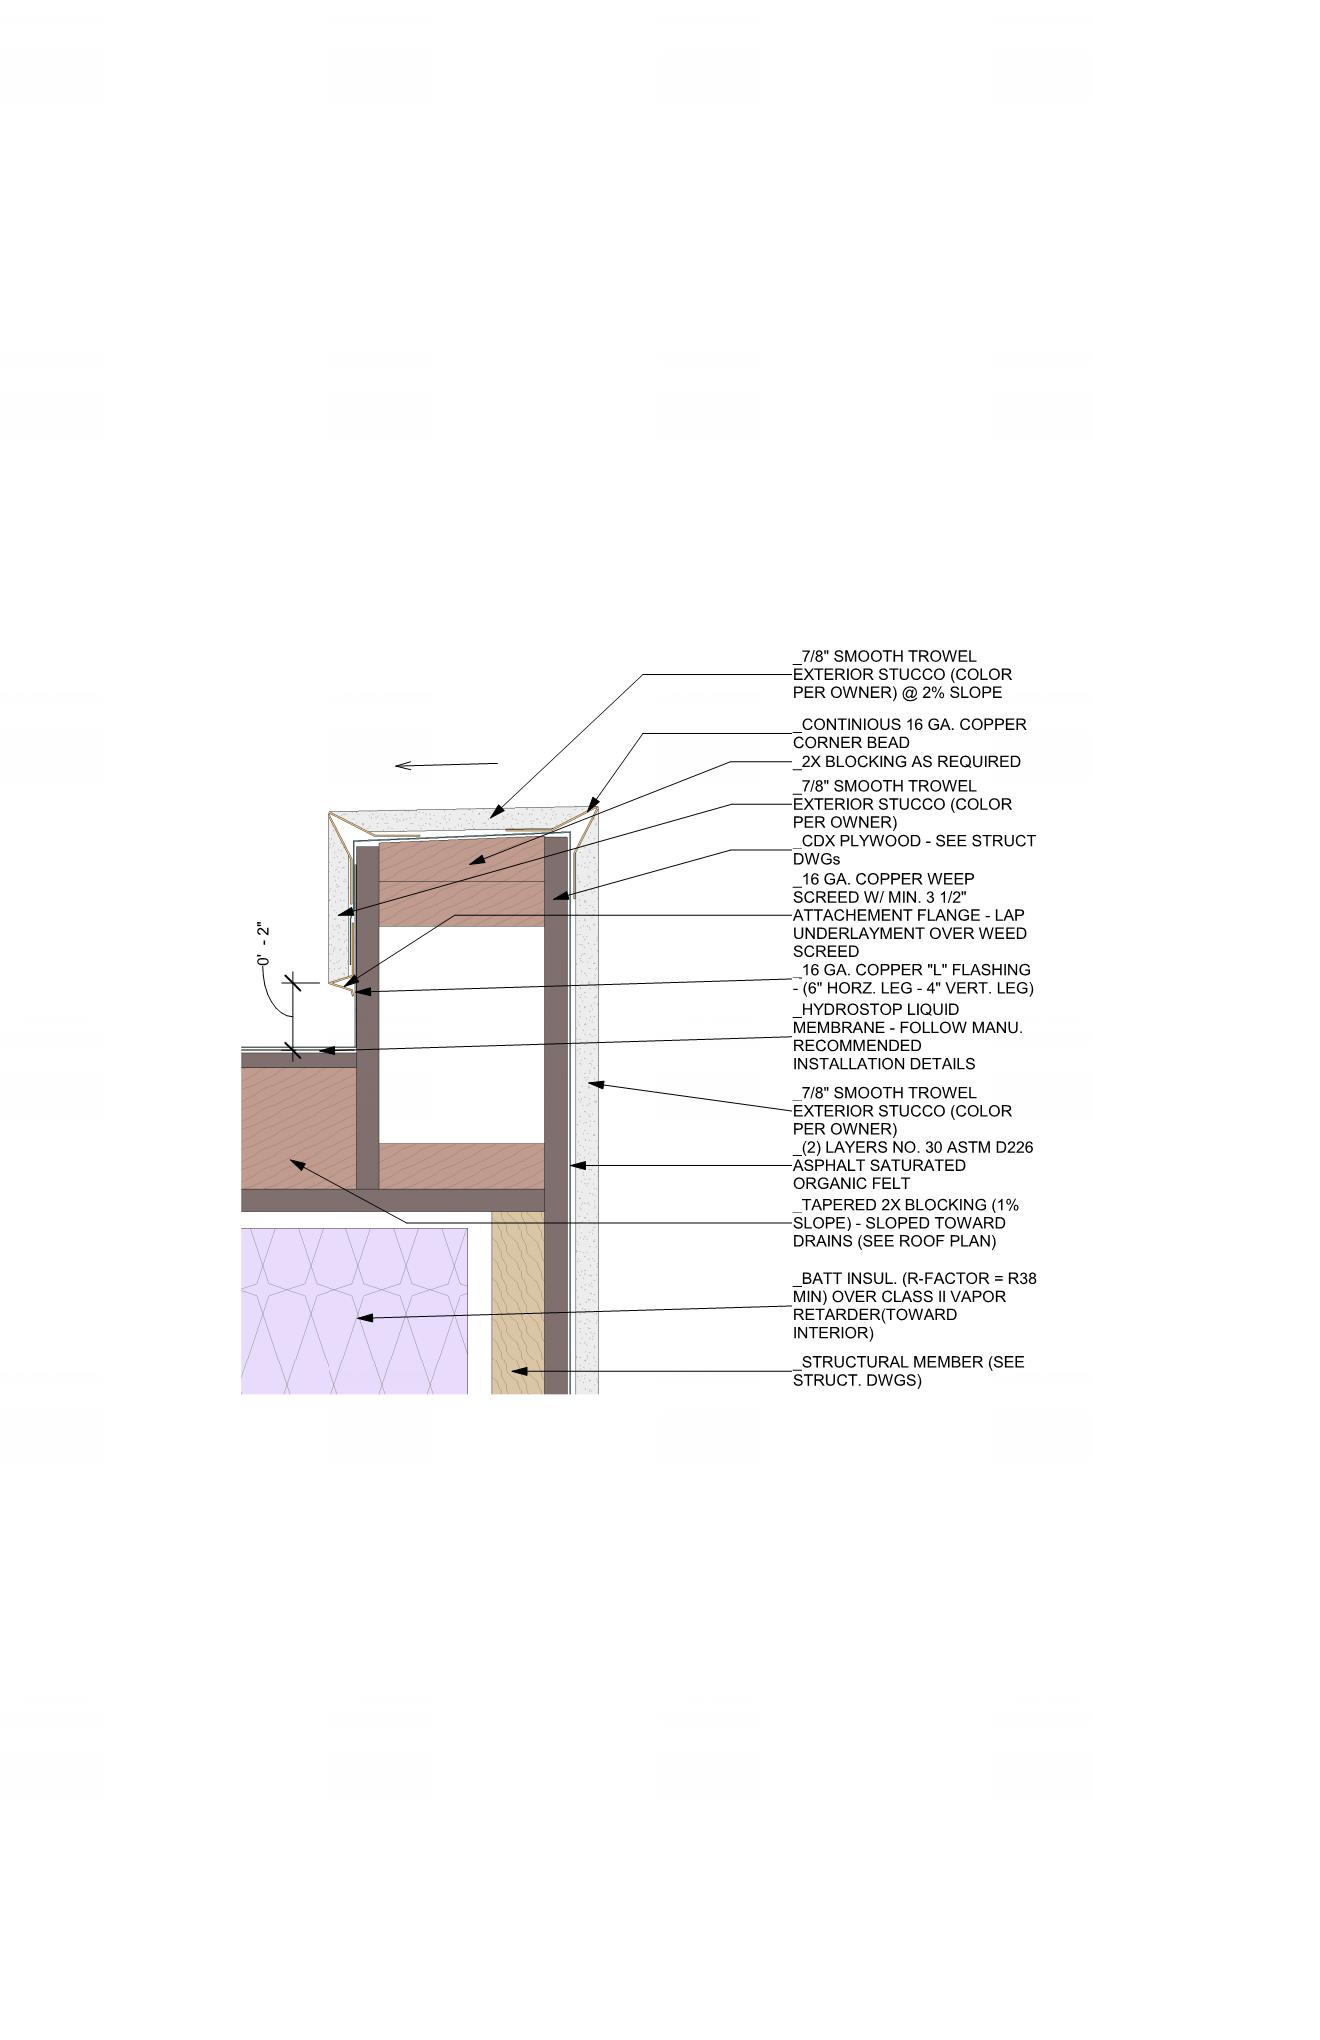 _7/8" SMOOTH TROWEL
EXTERIOR STUCCO (COLOR
PER OWNER) @ 2% SLOPE
_CONTINIOUS 16 GA. COPPER
CORNER BEAD
_2X BLOCKING AS REQUIRED
_7/8" SMOOTH TROWEL
EXTERIOR STUCCO (COLOR
PER OWNER)
_CDX PLYWOOD - SEE STRUCT
DWGs
_16 GA. COPPER WEEP
SCREED W/ MIN. 3 1/2"
ATTACHEMENT FLANGE - LAP
UNDERLAYMENT OVER WEED
SCREED
_16 GA. COPPER "L" FLASHING
- (6" HORZ. LEG - 4" VERT. LEG)
_HYDROSTOP LIQUID
MEMBRANE - FOLLOW MANU.
RECOMMENDED
INSTALLATION DETAILS
_7/8" SMOOTH TROWEL
EXTERIOR STUCCO (COLOR
PER OWNER)
_(2) LAYERS NO. 30 ASTM D226
ASPHALT SATURATED
ORGANIC FELT
_TAPERED 2X BLOCKING (1%
SLOPE) - SLOPED TOWARD
DRAINS (SEE ROOF PLAN)
_BATT INSUL. (R-FACTOR = R38
MIN) OVER CLASS II VAPOR
RETARDER(TOWARD
INTERIOR)
_STRUCTURAL MEMBER (SEE
STRUCT. DWGS)
0' - 2"